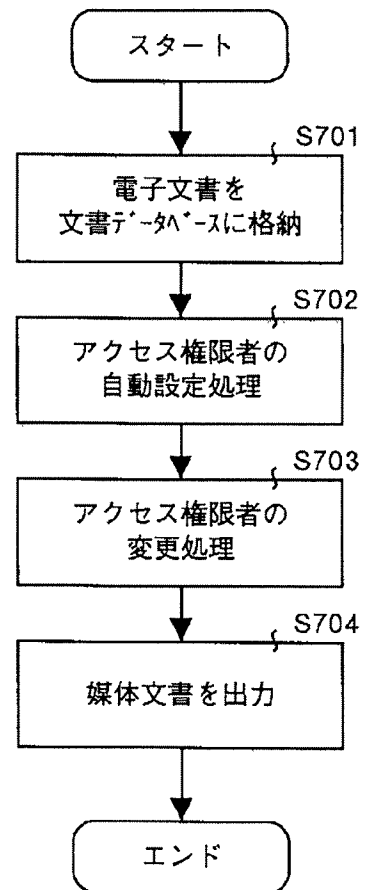 スタート
S701
電子文書を
文書ﾃﾞｰﾀﾍﾞｰｽに格納
S702
アクセス権限者の
自動設定処理
S703
アクセス権限者の
変更処理
S704
媒体文書を出力
エンド